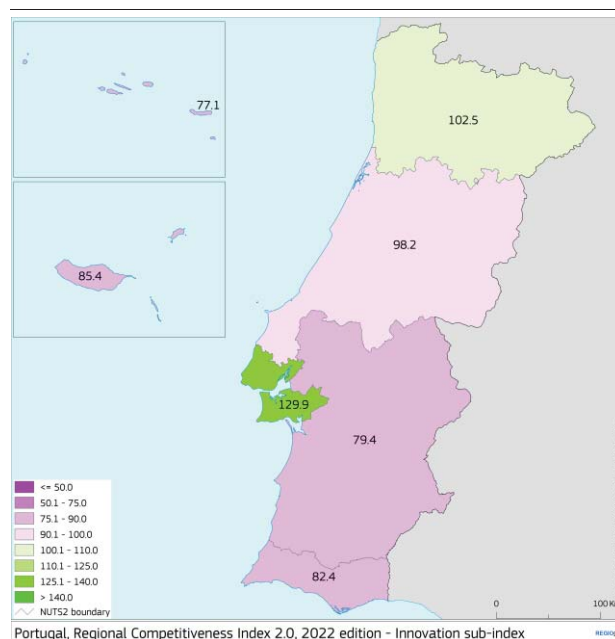 77.1
102.5
98.2
85.4
129.9
79.4
82.4
<= 50.0
50.1 - 75.0
75.1 - 90.0
90.1 - 100.0
100.1 - 110.0
110.1 - 125.0
125.1 - 140.0
> 140.0
NUTS2 boundary
0 100
Portugal, Regional Competitiveness Index 2.0, 2022 edition - Innovation sub-index